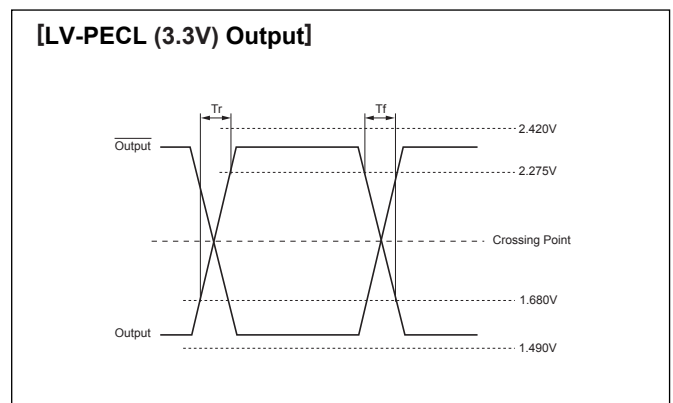 [LV-PECL (3.3V) Output]
Tr
Tf
2.420V
Output
2.275V
Crossing Point
1.680V
Output
1.490V